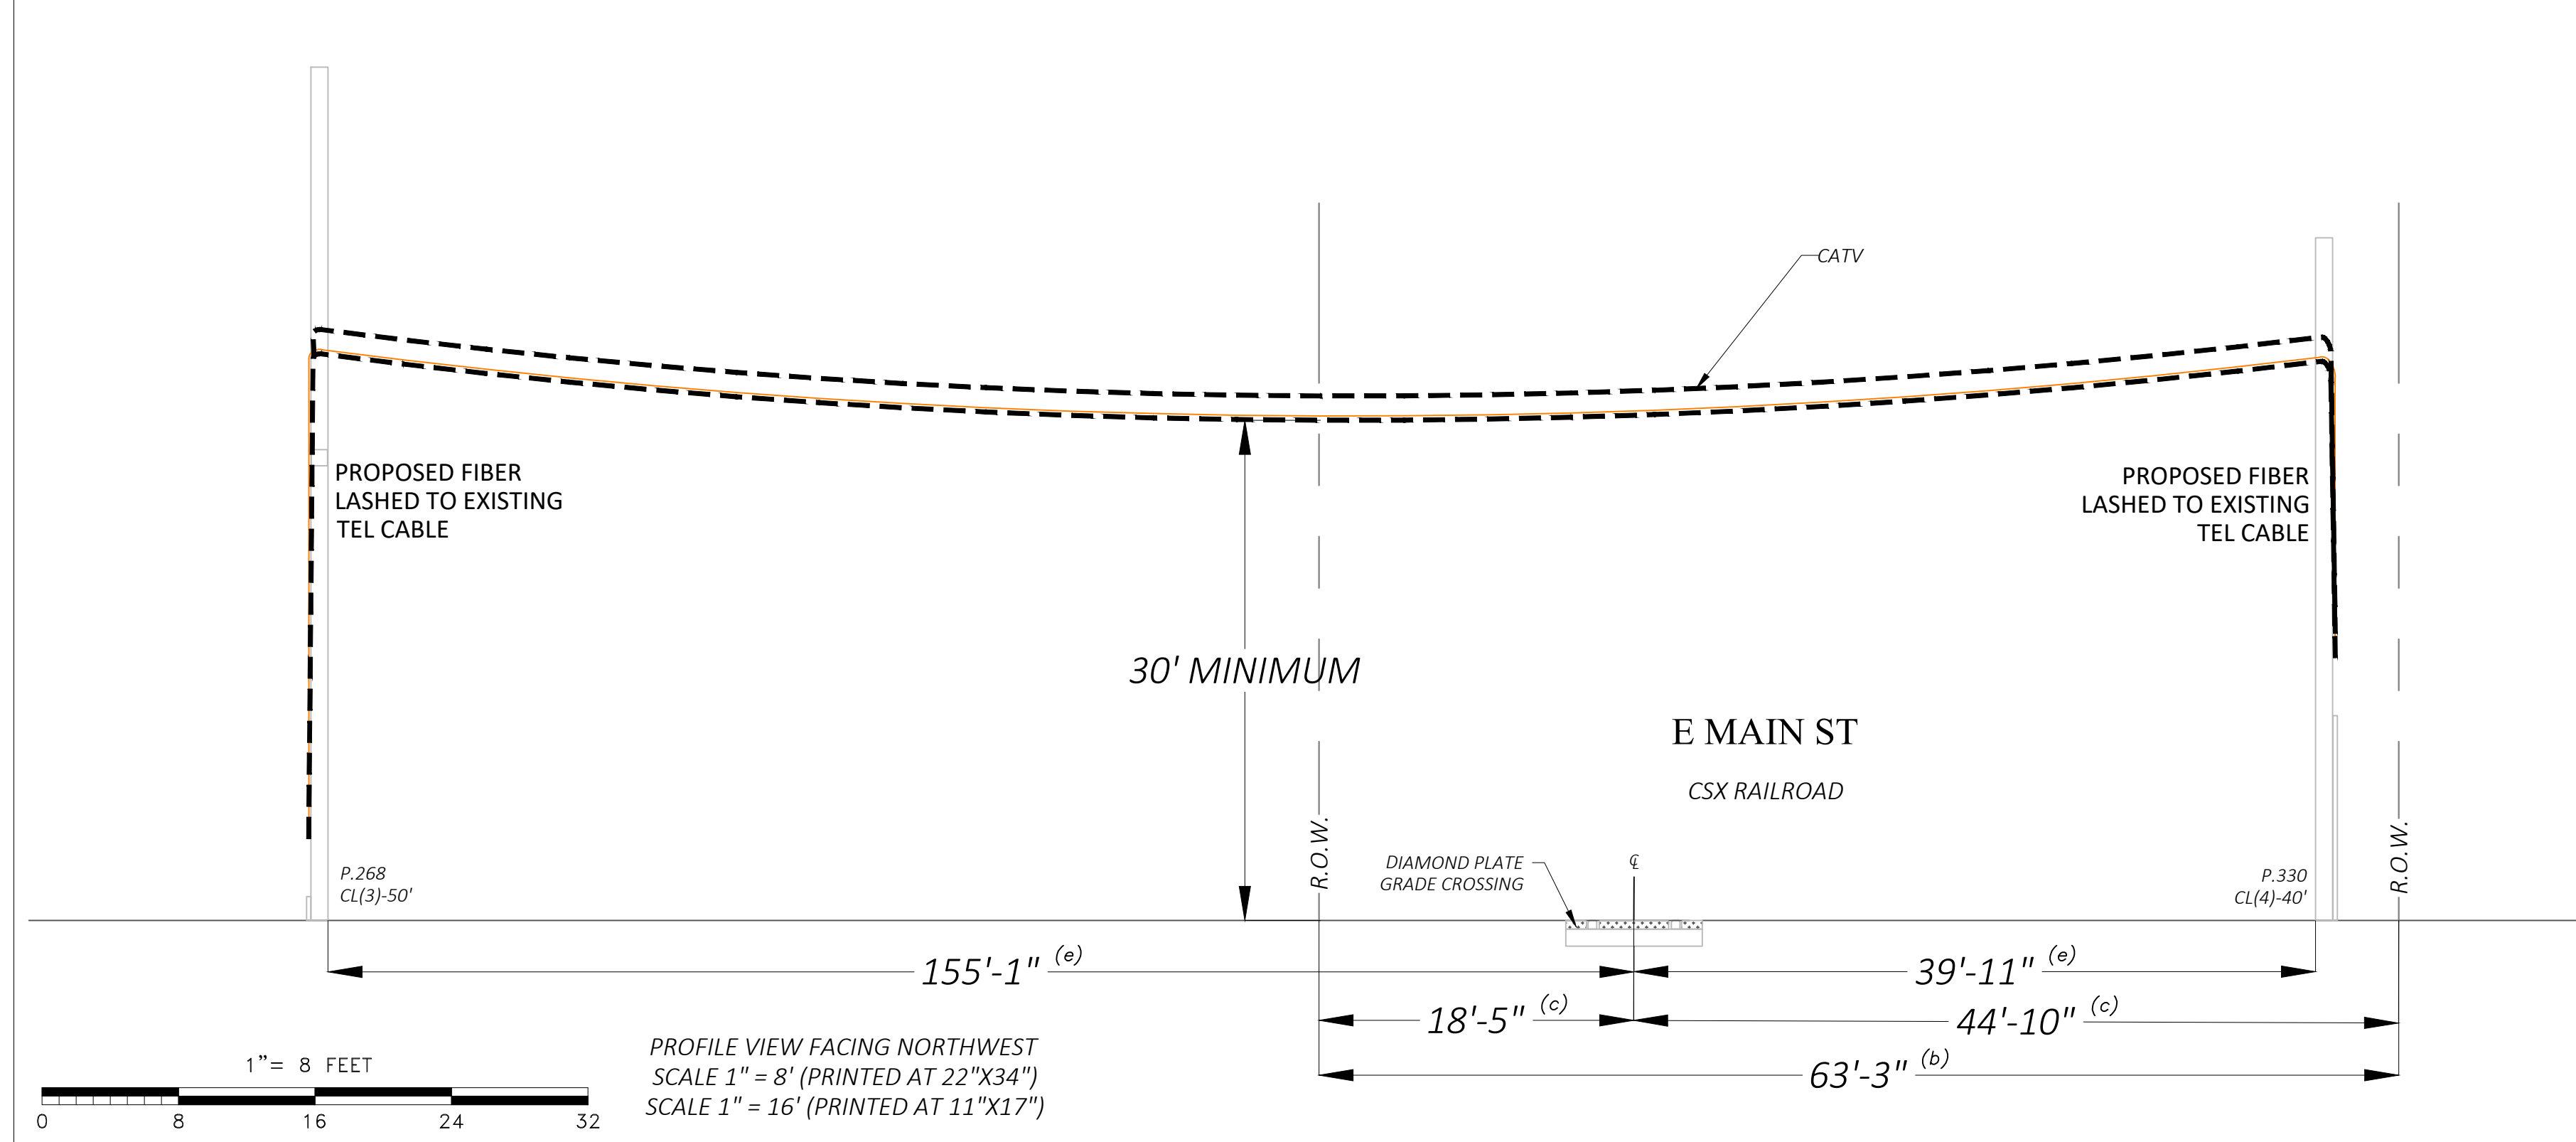 CATV
PROPOSED FIBER
LASHED TO EXISTING
TEL CABLE
PROPOSED FIBER
LASHED TO EXISTING
TEL CABLE
30' MINIMUM
E MAIN ST
CSX RAILROAD
R.O.W.
R.O.W.
P.268
CL(3)-50'
DIAMOND PLATE
GRADE CROSSING
℄
P.330
CL(4)-40'
155'-1" (e)
39'-11" (e)
18'-5" (c)
44'-10" (c)
63'-3" (b)
1"= 8 FEET
0 8 16 24 32
PROFILE VIEW FACING NORTHWEST
SCALE 1" = 8' (PRINTED AT 22"X34")
SCALE 1" = 16' (PRINTED AT 11"X17")